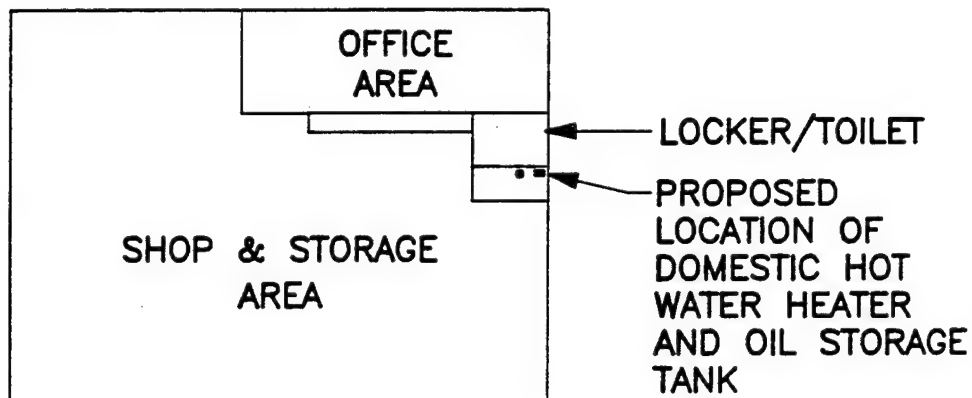 OFFICE
AREA
LOCKER/TOILET
PROPOSED
LOCATION OF
DOMESTIC HOT
WATER HEATER
AND OIL STORAGE
TANK
SHOP & STORAGE
AREA